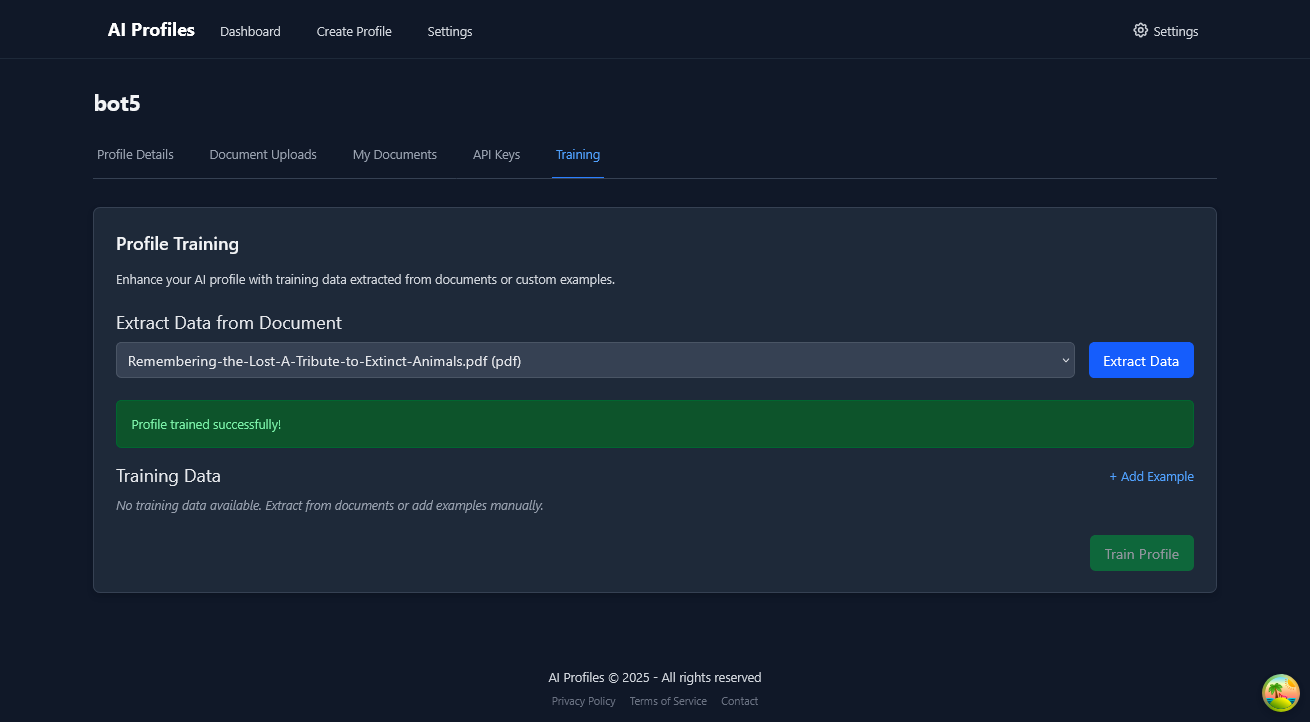 AI Profiles Dashboard Create Profile Settings Settings
bot5
Profile Details Document Uploads My Documents API Keys Training
Profile Training
Enhance your AI profile with training data extracted from documents or custom examples.
Extract Data from Document
Remembering-the-Lost-A-Tribute-to-Extinct-Animals.pdf (pdf) Extract Data
Profile trained successfully!
Training Data + Add Example
No training data available. Extract from documents or add examples manually.
Train Profile
AI Profiles © 2025 - All rights reserved
Privacy Policy Terms of Service Contact